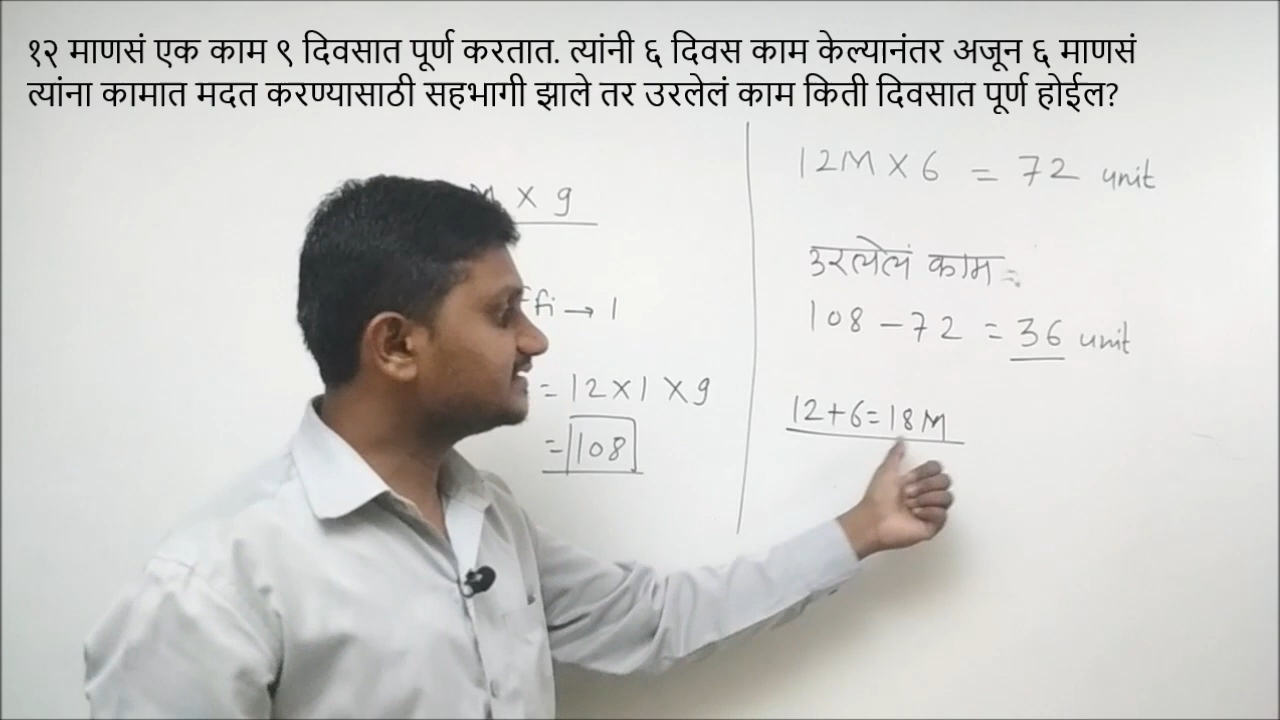 १२ माणसं एक काम ९ दिवसात पूर्ण करतात. त्यांनी ६ दिवस काम केल्यानंतर अजून ६ माणसं
त्यांना कामात मदत करण्यासाठी सहभागी झाले तर उरलेलं काम किती दिवसात पूर्ण होईल?
M X 9
→ 1
= 12 X 1 X 9
= 108
12M X 6 = 72 unit
उरलेलं काम =
108 - 72 = 36 unit
12+6=18M